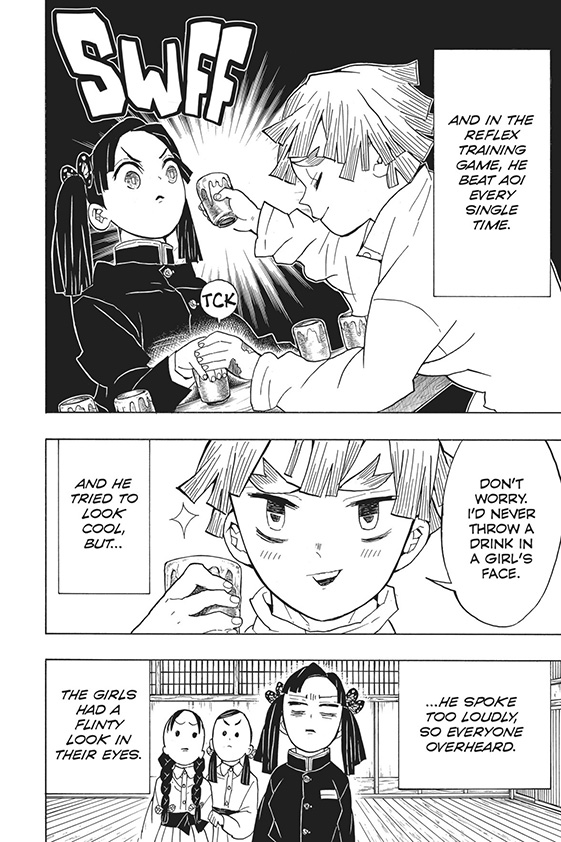 AND IN THE
REFLEX
TRAINING
GAME, HE
BEAT AOI
EVERY
SINGLE
TIME.
SWFF
TCK
DON'T
WORRY.
I'D NEVER
THROW A
DRINK IN
A GIRL'S
FACE.
AND HE
TRIED TO
LOOK
COOL,
BUT...
...HE SPOKE
TOO LOUDLY,
SO EVERYONE
OVERHEARD.
THE GIRLS
HAD A
FLINTY
LOOK IN
THEIR EYES.